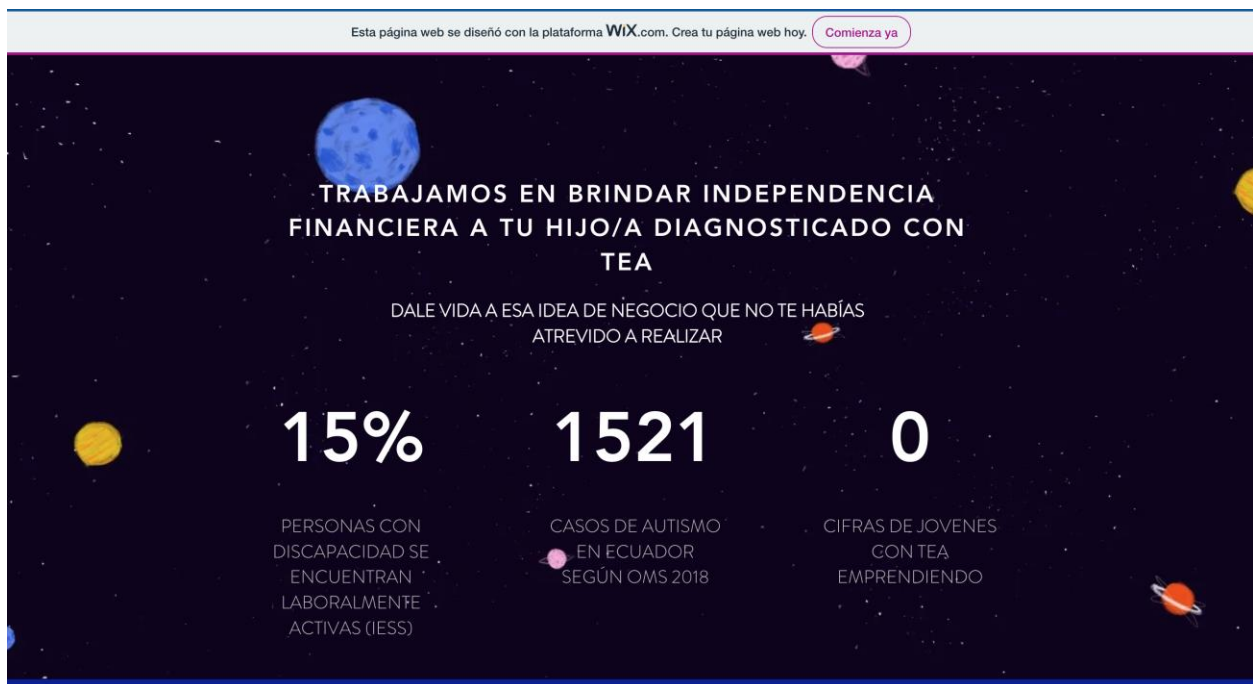 Esta página web se diseñó con la plataforma WiX.com. Crea tu página web hoy. Comienza ya
TRABAJAMOS EN BRINDAR INDEPENDENCIA
FINANCIERA A TU HIJO/A DIAGNOSTICADO CON
TEA
DALE VIDA A ESA IDEA DE NEGOCIO QUE NO TE HABÍAS
ATREVIDO A REALIZAR
15%
PERSONAS CON
DISCAPACIDAD SE
ENCUENTRAN
LABORALMENTE
ACTIVAS (IESS)
1521
CASOS DE AUTISMO
EN ECUADOR
SEGÚN OMS 2018
0
CIFRAS DE JOVENES
CON TEA
EMPRENDIENDO